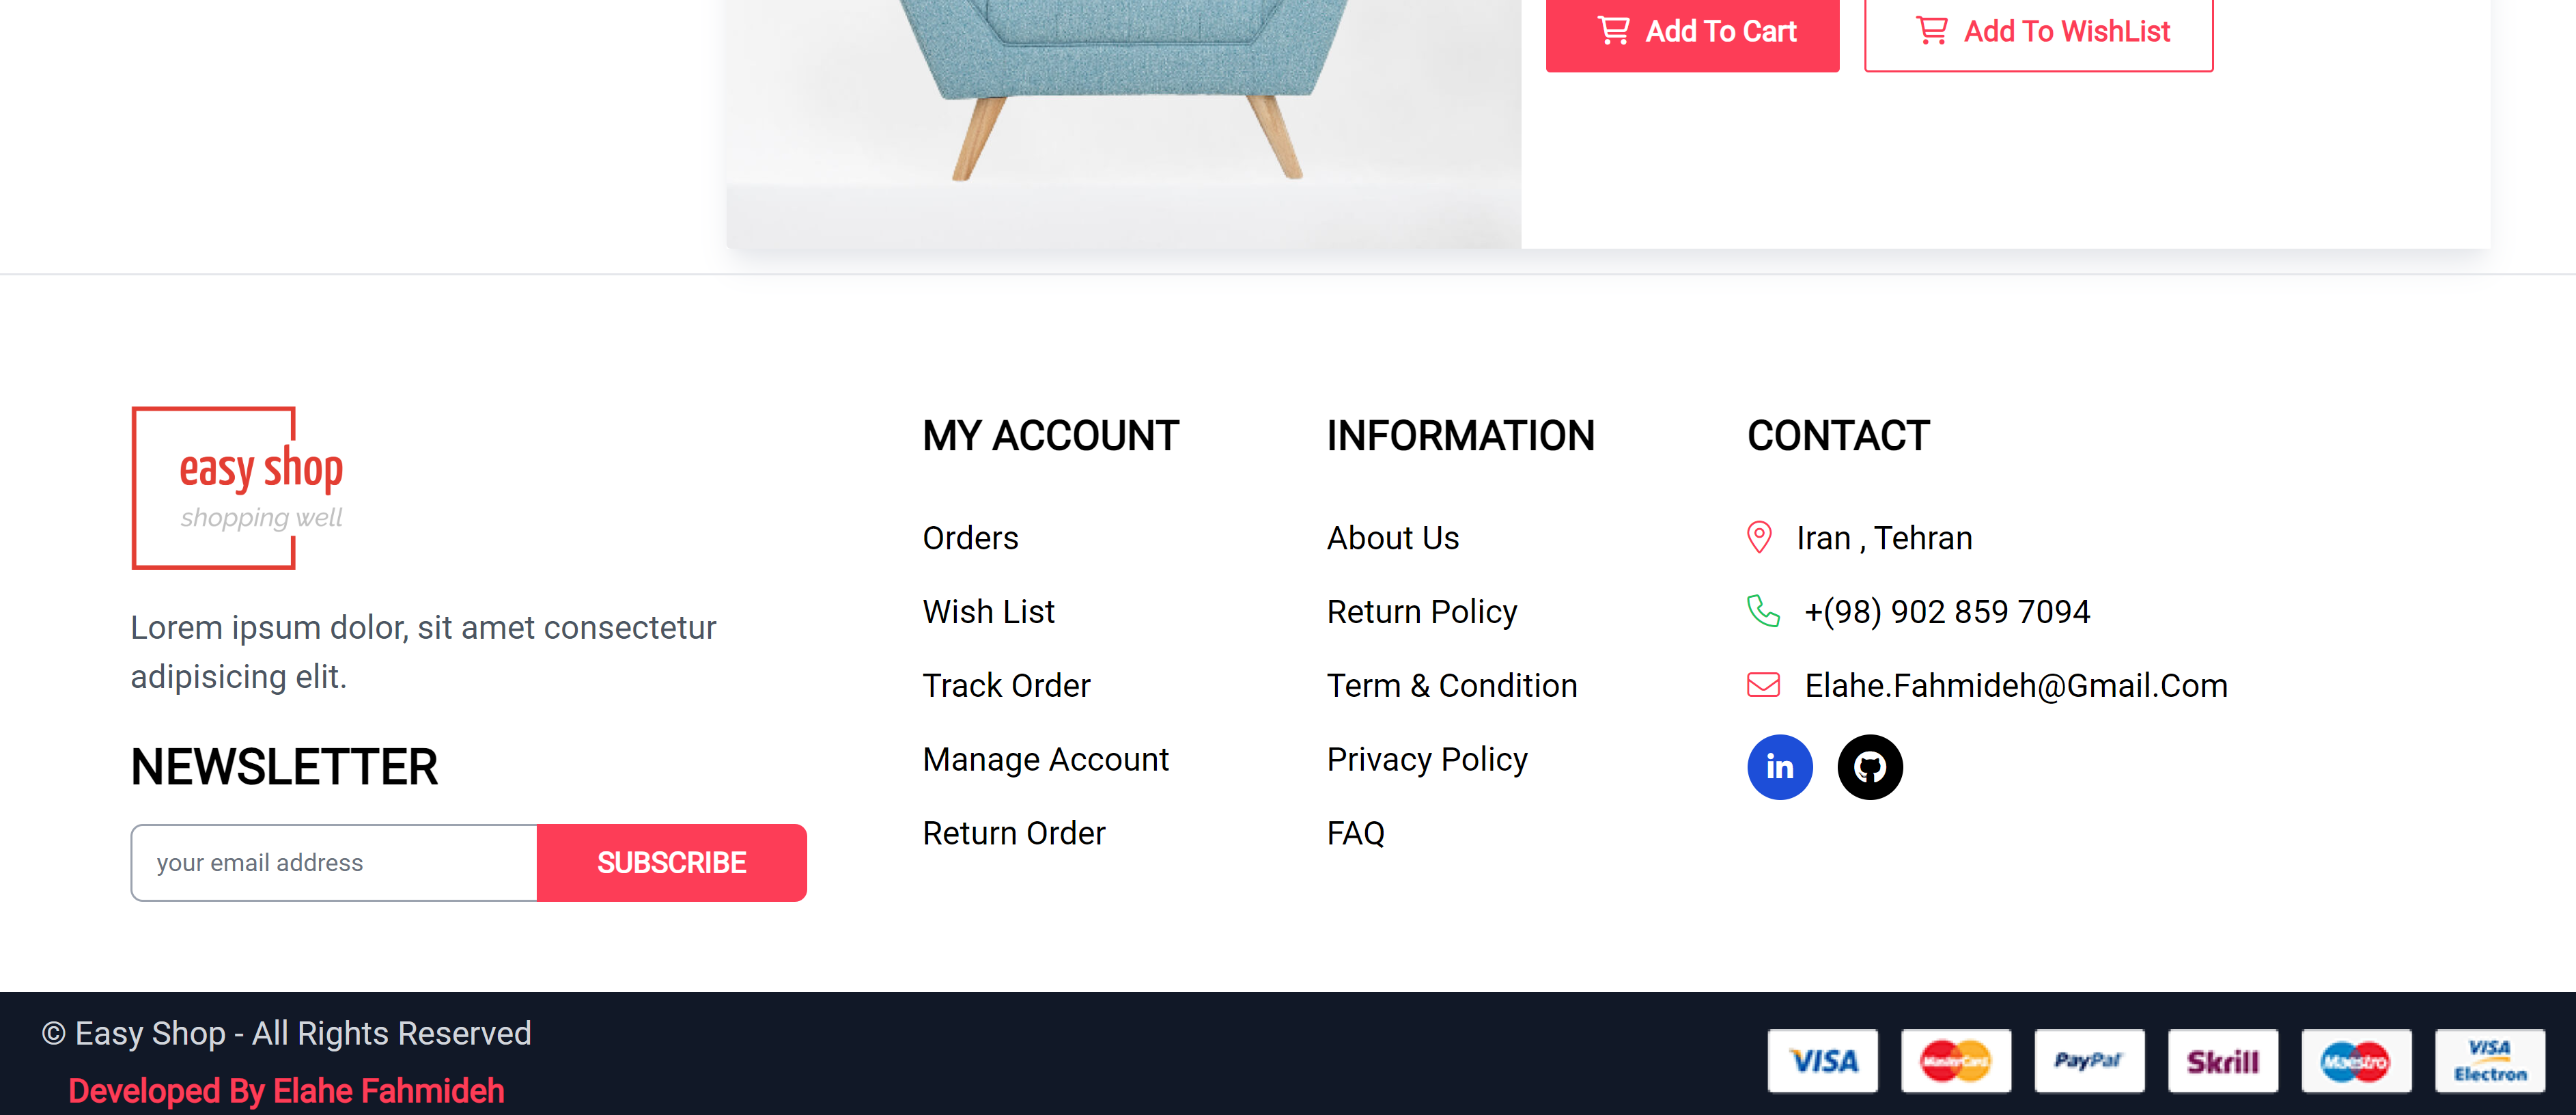 Add To Cart
Add To WishList
easy shop
shopping well
Lorem ipsum dolor, sit amet consectetur
adipisicing elit.
NEWSLETTER
your email address
SUBSCRIBE
MY ACCOUNT
Orders
Wish List
Track Order
Manage Account
Return Order
INFORMATION
About Us
Return Policy
Term & Condition
Privacy Policy
FAQ
CONTACT
Iran , Tehran
+(98) 902 859 7094
Elahe.Fahmideh@Gmail.Com
in
© Easy Shop - All Rights Reserved
Developed By Elahe Fahmideh
VISA
MasterCard
PayPal
Skrill
Maestro
VISA
Electron